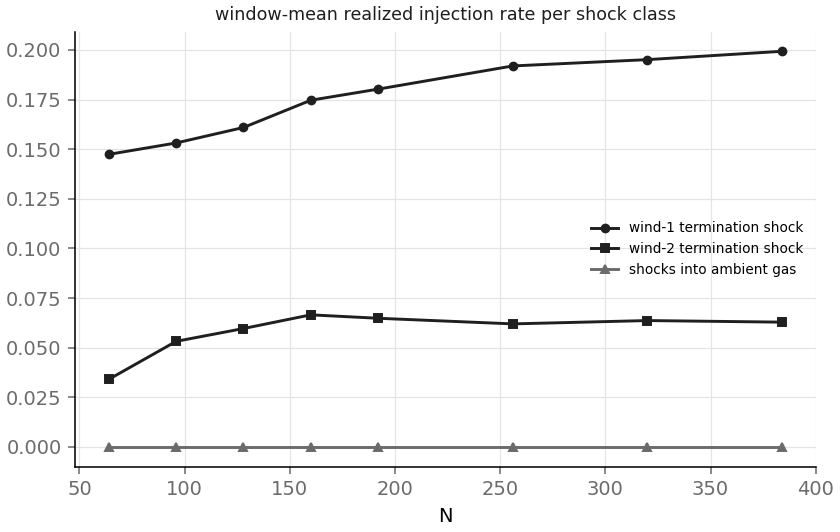 window-mean realized injection rate per shock class
0.200
0.175
0.150
0.125
0.100
0.075
0.050
0.025
0.000
wind-1 termination shock
wind-2 termination shock
shocks into ambient gas
50 100 150 200 250 300 350 400
N